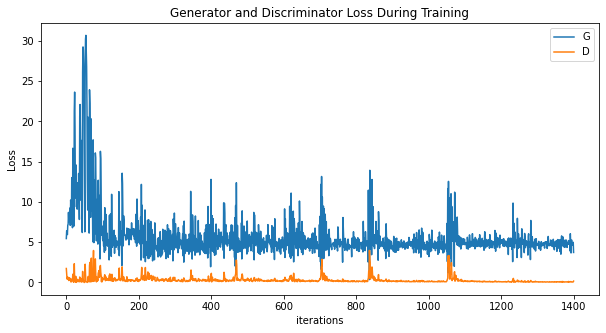 Generator and Discriminator Loss During Training
G
D
Loss
30
25
20
15
10
5
0
0 200 400 600 800 1000 1200 1400
iterations